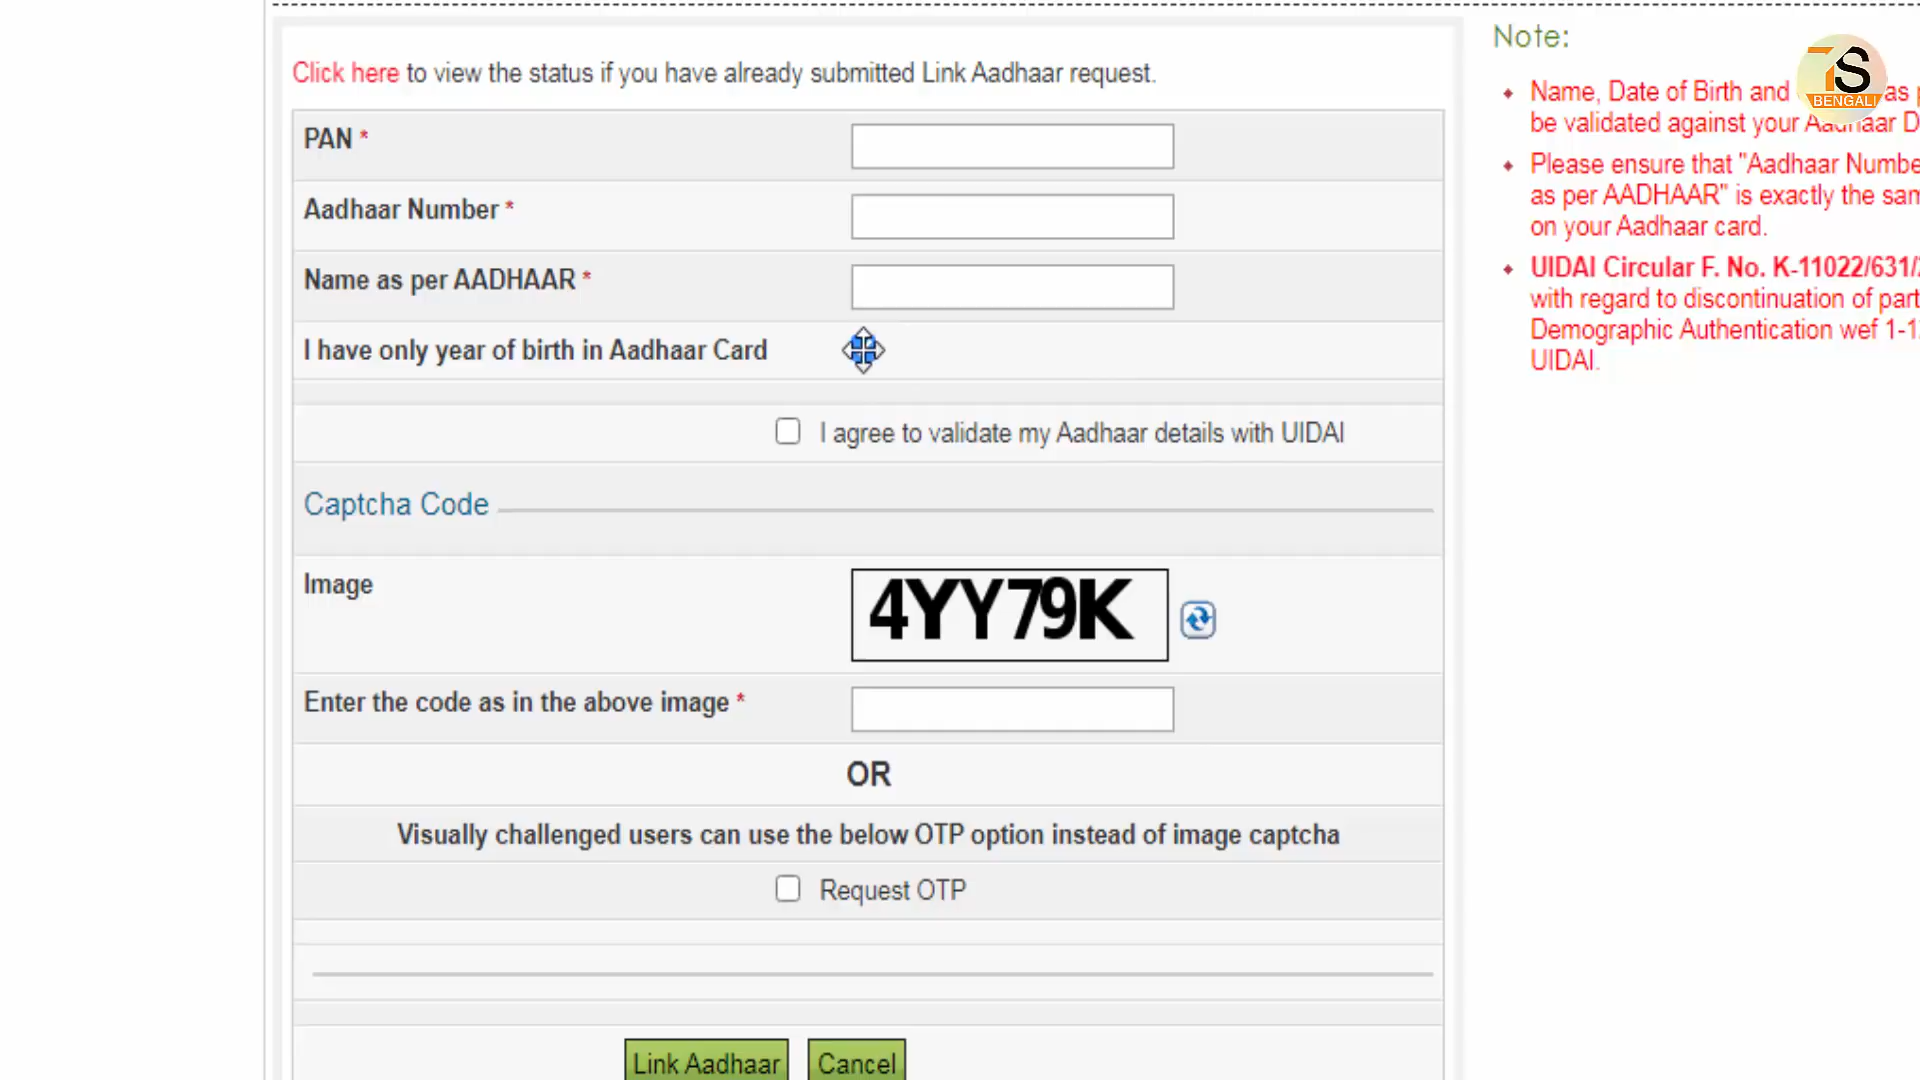 Click here to view the status if you have already submitted Link Aadhaar request.
PAN *
Aadhaar Number *
Name as per AADHAAR *
I have only year of birth in Aadhaar Card
I agree to validate my Aadhaar details with UIDAI
Captcha Code
Image
4YY79K
Enter the code as in the above image *
OR
Visually challenged users can use the below OTP option instead of image captcha
Request OTP
Link Aadhaar Cancel
Note:
Name, Date of Birth and as
be validated against your Aadhaar
Please ensure that "Aadhaar
as per AADHAAR" is exactly the
on your Aadhaar card.
UIDAI Circular F. No. K-11022/631/
with regard to discontinuation of
Demographic Authentication wef
UIDAI.
TS
BENGALI